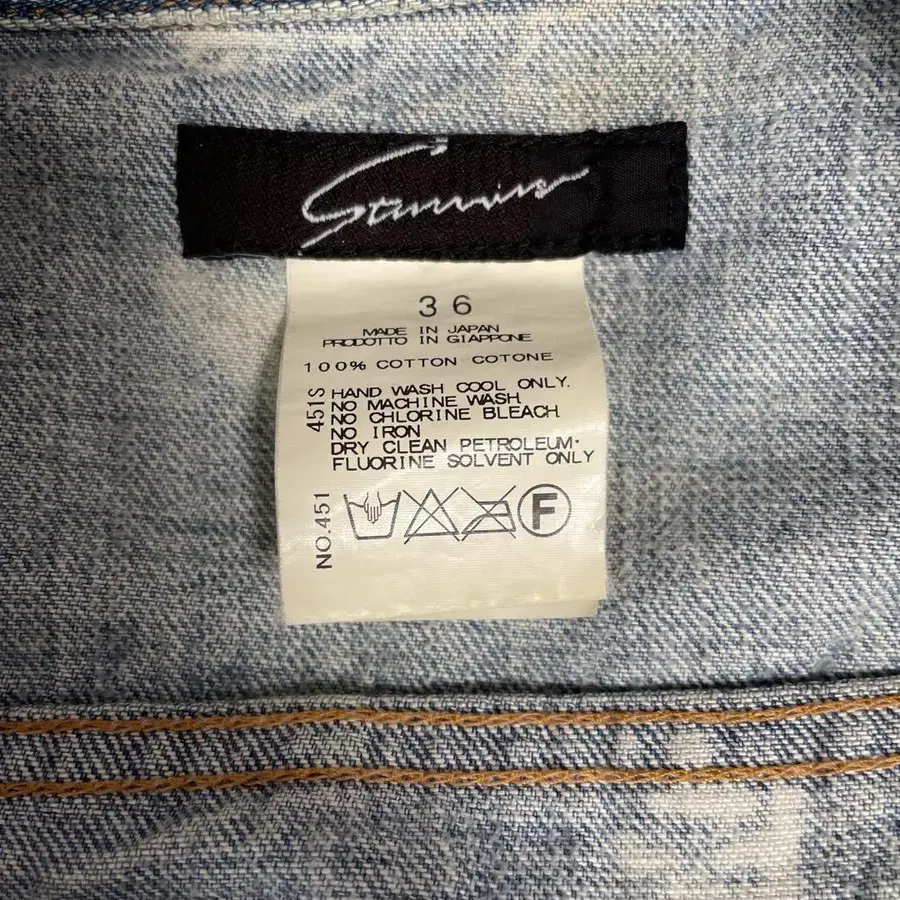 36
MADE IN JAPAN
PRODOTTO IN GIAPPONE
100% COTTON COTONE
HAND WASH COOL ONLY.
NO MACHINE WASH
NO CHLORINE BLEACH
NO IRON
DRY CLEAN PETROLEUM·
FLUORINE SOLVENT ONLY
NO.451 451S
F